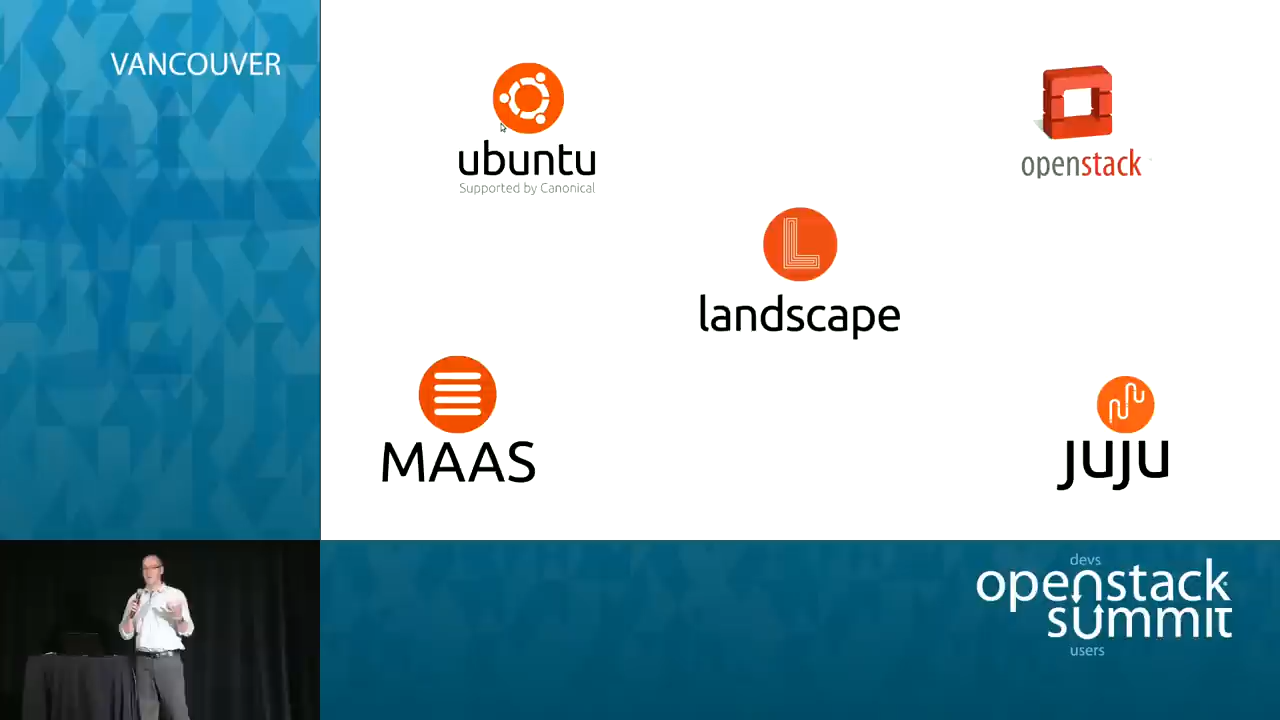 VANCOUVER
ubuntu
Supported by Canonical
openstack
L
landscape
MAAS
juju
devs
openstack
summit
users